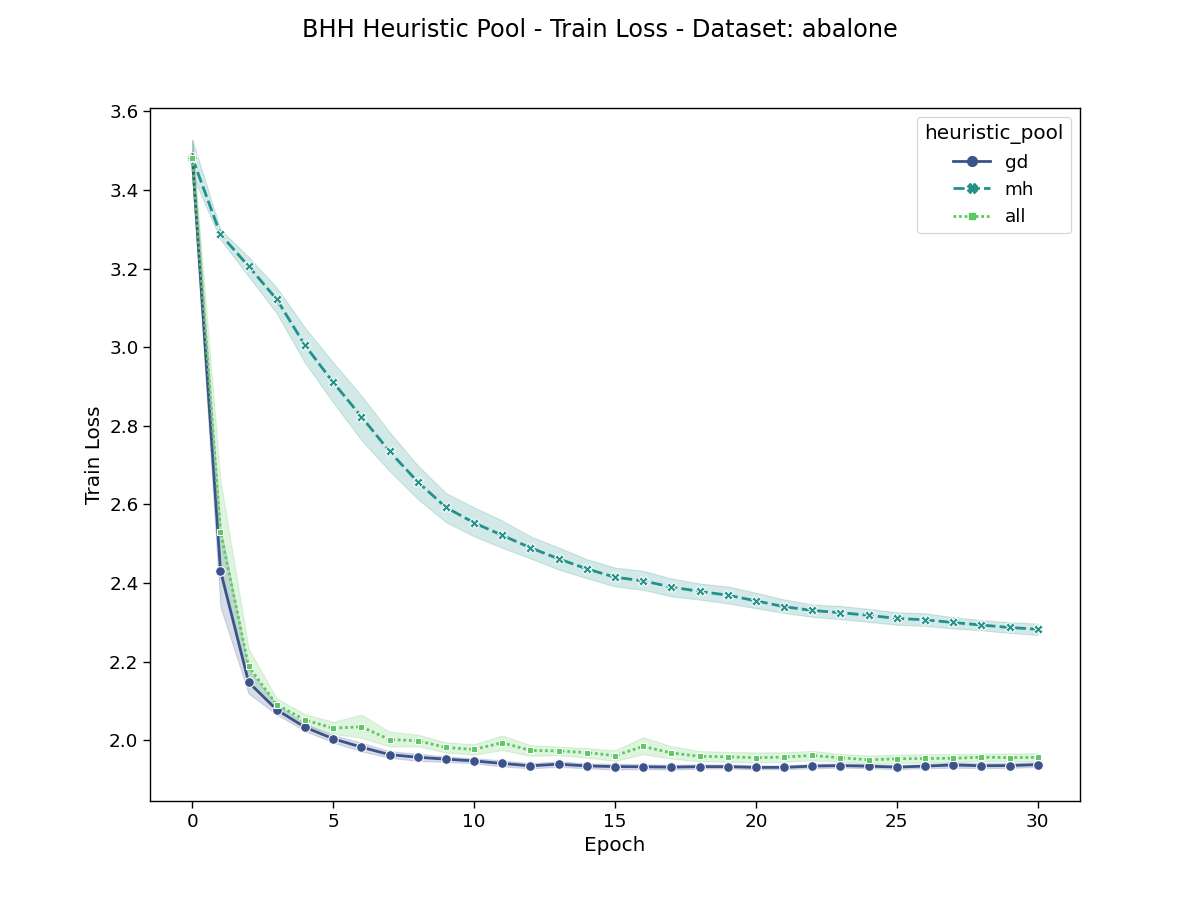 BHH Heuristic Pool - Train Loss - Dataset: abalone
3.6
3.4
3.2
3.0
2.8
2.6
2.4
2.2
2.0
Train Loss
heuristic_pool
gd
mh
all
0 5 10 15 20 25 30
Epoch